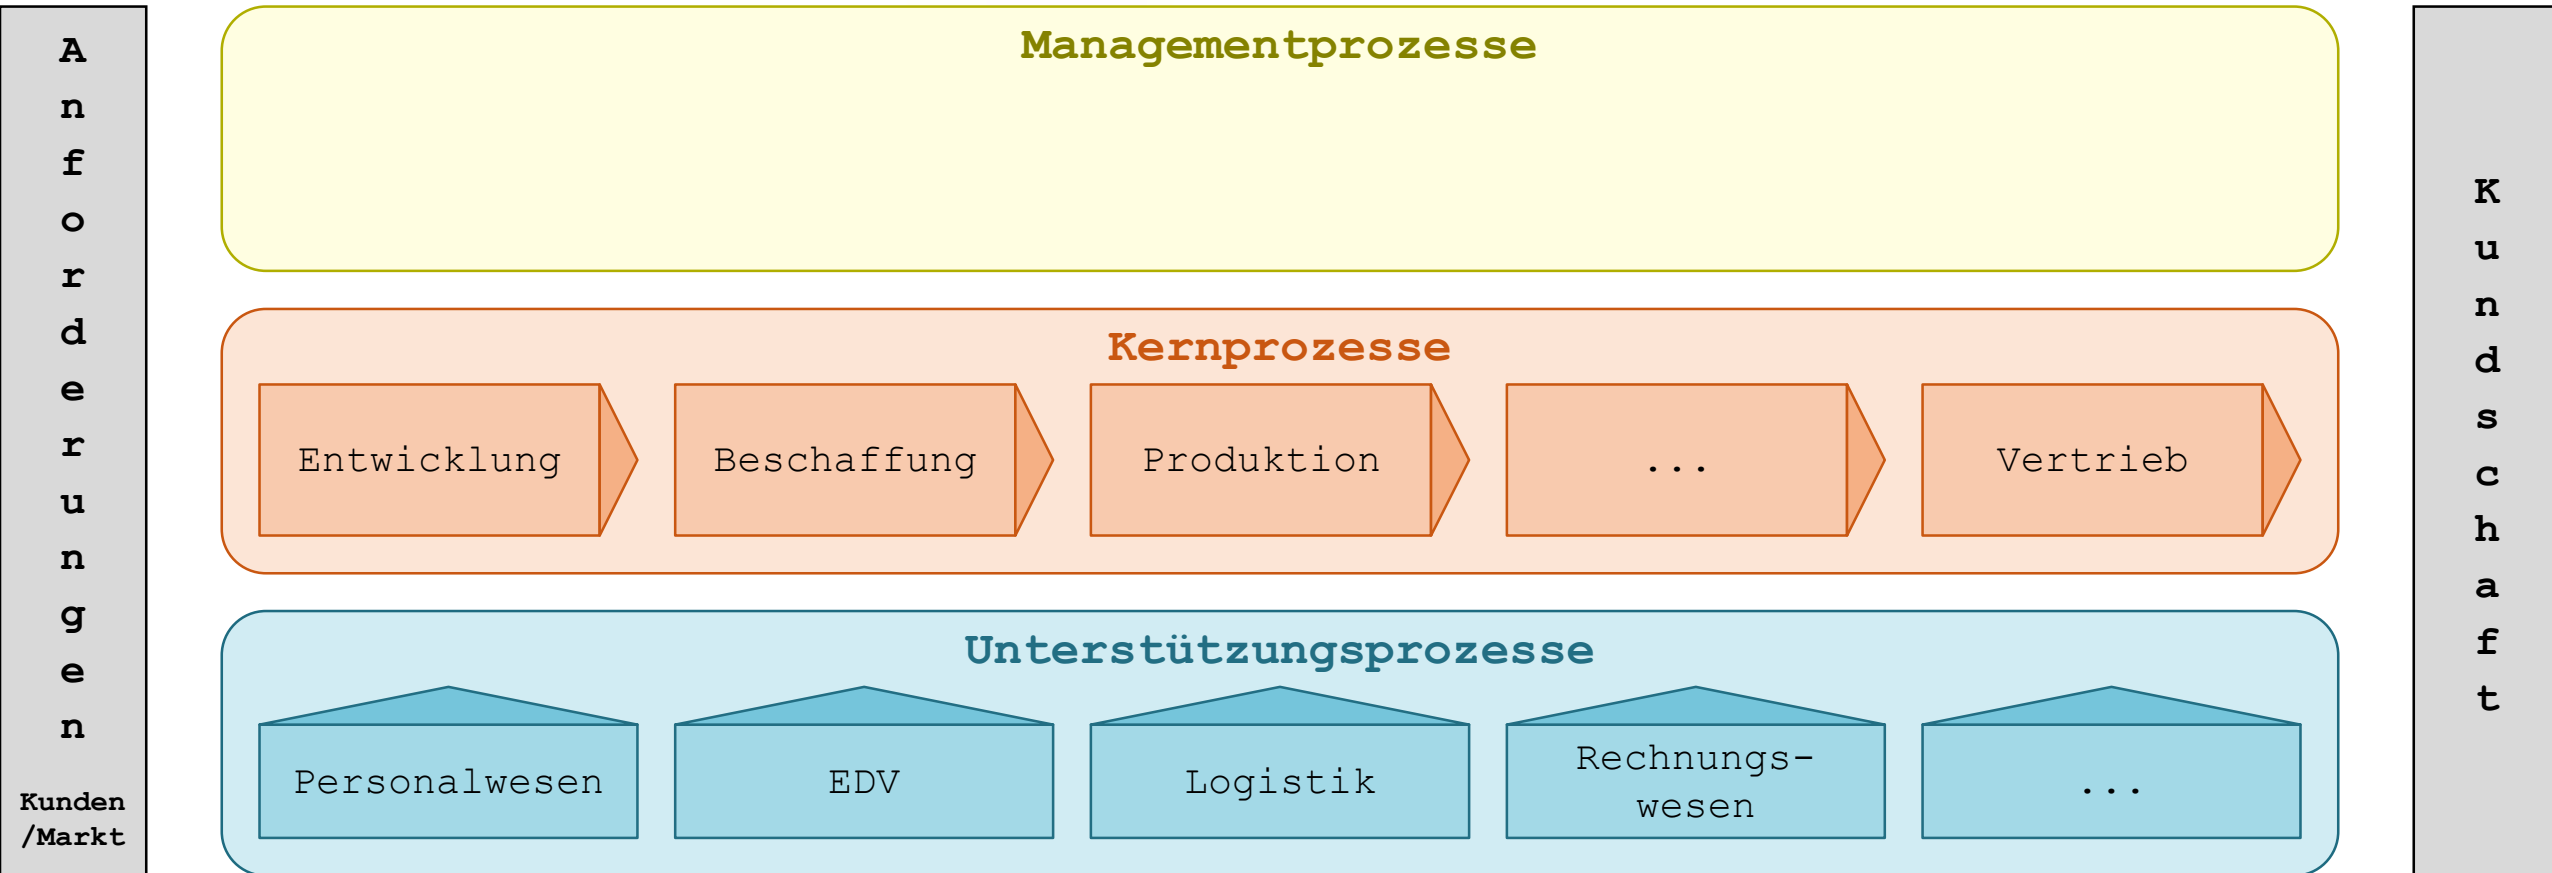 Anforderungen
Kunden
/Markt
Managementprozesse
Kernprozesse
Entwicklung
Beschaffung
Produktion
...
Vertrieb
Unterstützungsprozesse
Personalwesen
EDV
Logistik
Rechnungs-
wesen
...
Kundschaft